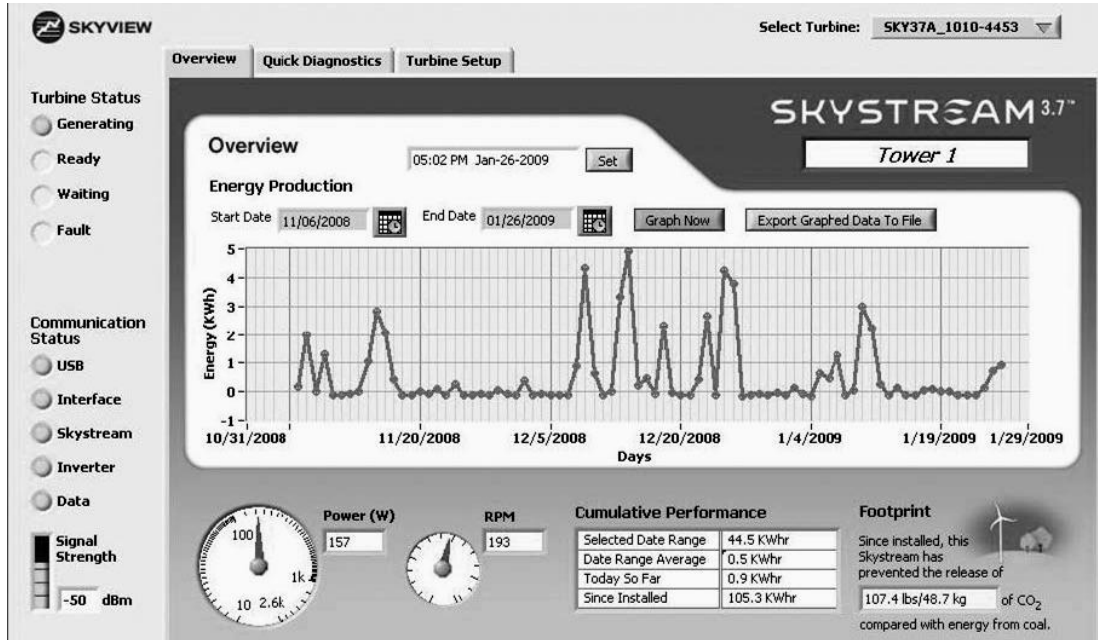 SKYVIEW
Select Turbine: SKY37A_1010-4453
Overview Quick Diagnostics Turbine Setup
Turbine Status
Generating
Ready
Waiting
Fault
SKYSTREAM 3.7™
Tower 1
Overview
05:02 PM Jan-26-2009 Set
Energy Production
Start Date 11/06/2008 End Date 01/26/2009 Graph Now Export Graphed Data To File
Energy (KWh)
5
4
3
2
1
0
-1
10/31/2008 11/20/2008 12/5/2008 12/20/2008 1/4/2009 1/19/2009 1/29/2009
Days
Communication
Status
USB
Interface
Skystream
Inverter
Data
Signal
Strength
-50 dBm
Power (W)
157
100
1k
10 2.6k
RPM
193
Cumulative Performance
Selected Date Range 44.5 KWhr
Date Range Average 0.5 KWhr
Today So Far 0.9 KWhr
Since Installed 105.3 KWhr
Footprint
Since installed, this
Skystream has
prevented the release of
107.4 lbs/48.7 kg of CO2
compared with energy from coal.